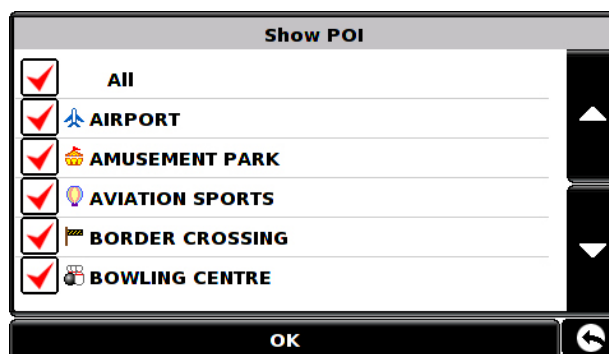 Show POI
All
AIRPORT
AMUSEMENT PARK
AVIATION SPORTS
BORDER CROSSING
BOWLING CENTRE
OK